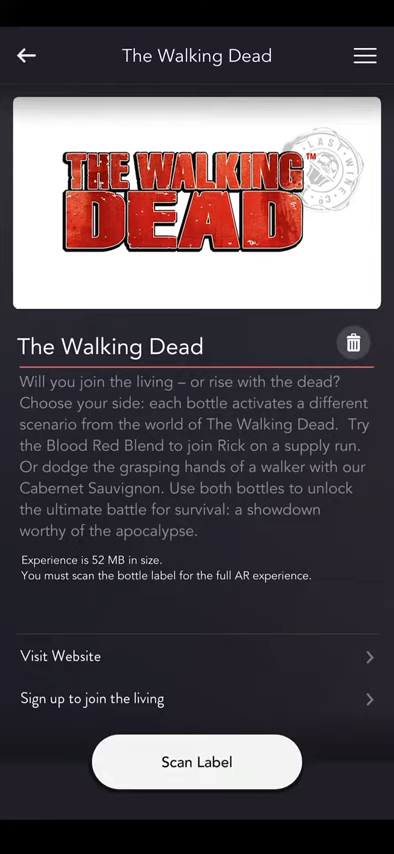 The Walking Dead
LAST WINE CO
THE WALKING
DEAD
TM
The Walking Dead
Will you join the living – or rise with the dead?
Choose your side: each bottle activates a different
scenario from the world of The Walking Dead. Try
the Blood Red Blend to join Rick on a supply run.
Or dodge the grasping hands of a walker with our
Cabernet Sauvignon. Use both bottles to unlock
the ultimate battle for survival: a showdown
worthy of the apocalypse.
Experience is 52 MB in size.
You must scan the bottle label for the full AR experience.
Visit Website
Sign up to join the living
Scan Label